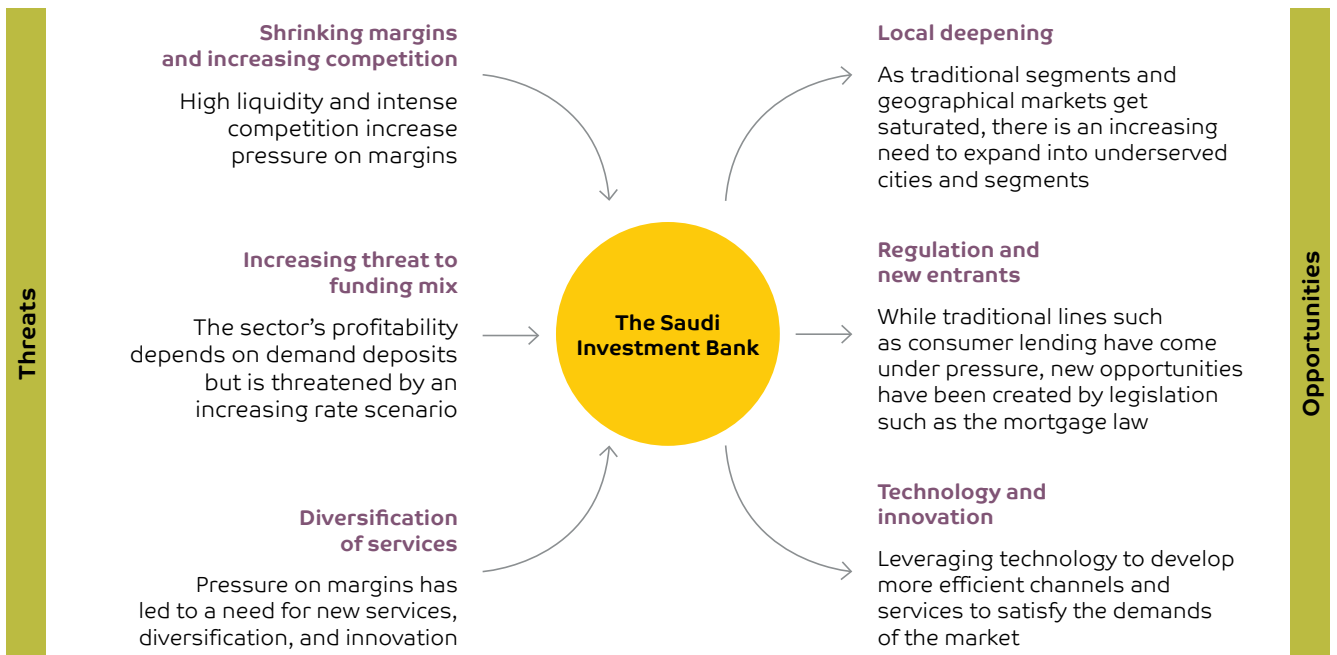 Threats
Shrinking margins
and increasing competition
High liquidity and intense
competition increase
pressure on margins
Increasing threat to
funding mix
The sector’s profitability
depends on demand deposits
but is threatened by an
increasing rate scenario
Diversification
of services
Pressure on margins has
led to a need for new services,
diversification, and innovation
The Saudi
Investment Bank
Local deepening
As traditional segments and
geographical markets get
saturated, there is an increasing
need to expand into underserved
cities and segments
Regulation and
new entrants
While traditional lines such
as consumer lending have come
under pressure, new opportunities
have been created by legislation
such as the mortgage law
Technology and
innovation
Leveraging technology to develop
more efficient channels and
services to satisfy the demands
of the market
Opportunities